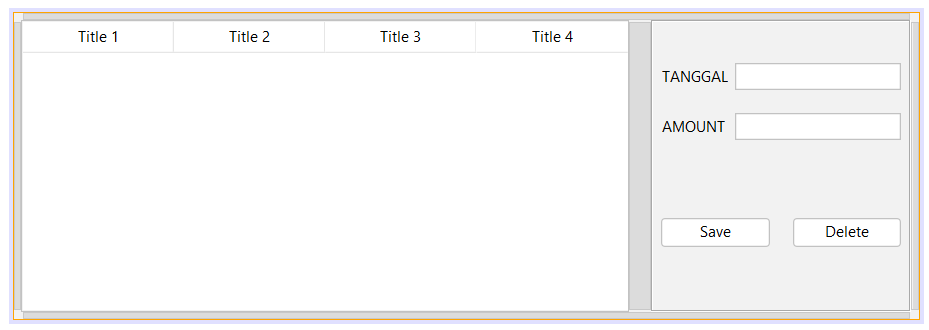 Title 1 Title 2 Title 3 Title 4
TANGGAL
AMOUNT
Save Delete